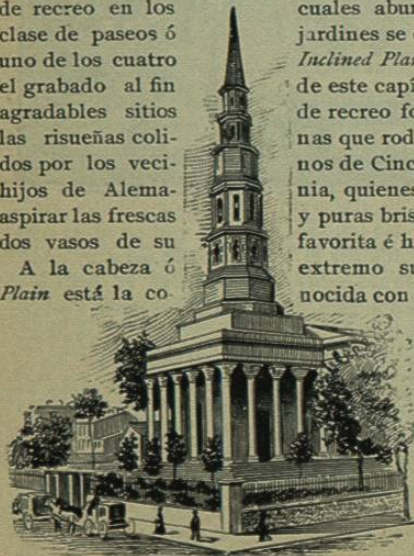 de recreo en los cuales abun
clase de paseos ó jardines se
uno de los cuatro Inclined Plan
el grabado al fin de este capí
agradables sitios de recreo fo
las risueñas coli- nas que rod
dos por los veci- nos de Cinc
hijos de Alema- nia, quienes
aspirar las frescas y puras bris
dos vasos de su favorita é h
A la cabeza ó extremo su
Plain está la co- nocida con